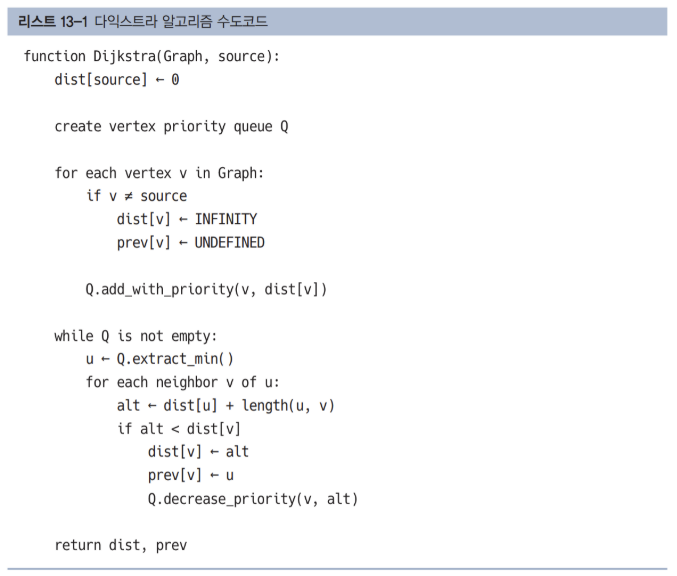 리스트 13-1 다익스트라 알고리즘 수도코드
function Dijkstra(Graph, source):
    dist[source] ← 0

    create vertex priority queue Q

    for each vertex v in Graph:
        if v ≠ source
            dist[v] ← INFINITY
            prev[v] ← UNDEFINED

        Q.add_with_priority(v, dist[v])

    while Q is not empty:
        u ← Q.extract_min()
        for each neighbor v of u:
            alt ← dist[u] + length(u, v)
            if alt < dist[v]
                dist[v] ← alt
                prev[v] ← u
                Q.decrease_priority(v, alt)

    return dist, prev